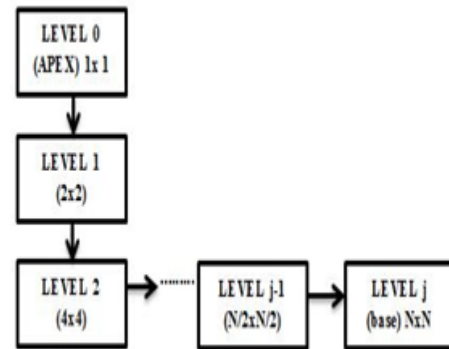 LEVEL 0
(APEX) 1x 1
LEVEL 1
(2x2)
LEVEL 2
(4x4)
.........
LEVEL j-1
(N/2xN/2)
LEVEL j
(base) NxN